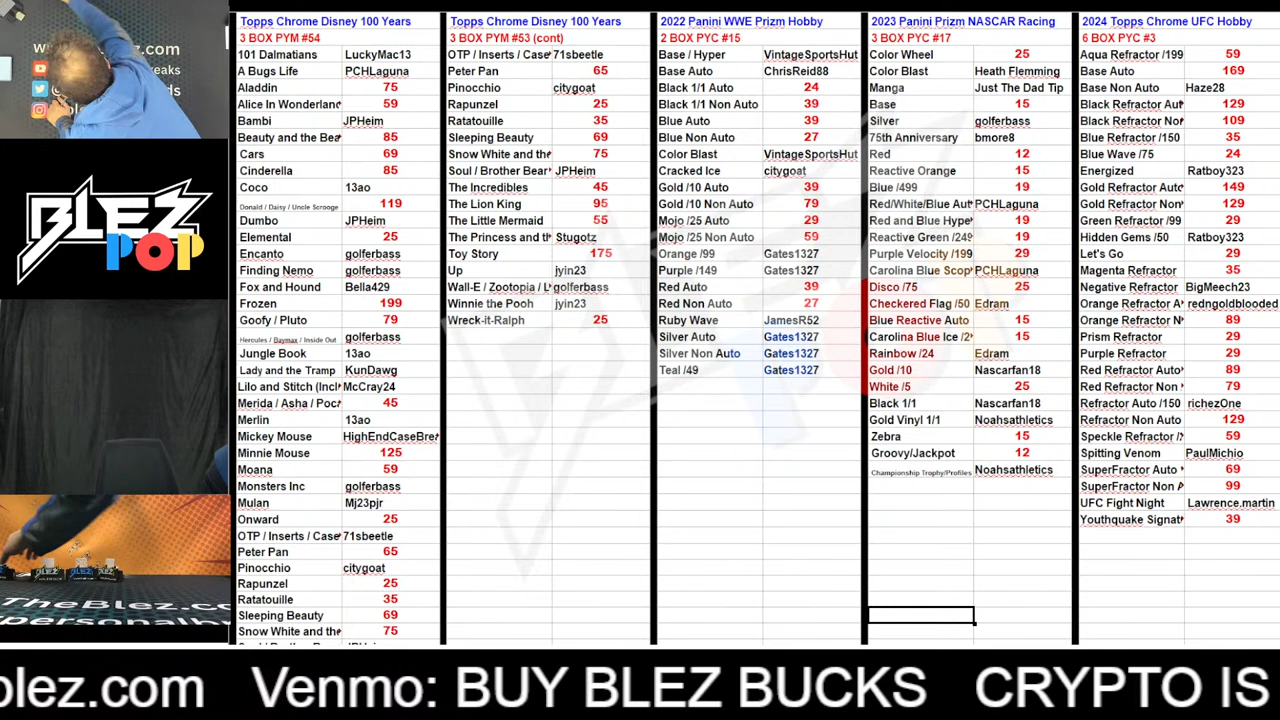 Topps Chrome Disney 100 Years
3 BOX PYM #54
101 Dalmatians LuckyMac13
A Bugs Life PCHLaguna
Aladdin 75
Alice In Wonderland 59
Bambi JPHeim
Beauty and the Bea 85
Cars 69
Cinderella 85
Coco 13ao
Donald / Daisy / Uncle Scrooge 119
Dumbo JPHeim
Elemental 25
Encanto golferbass
Finding Nemo golferbass
Fox and Hound Bella429
Frozen 199
Goofy / Pluto 79
Hercules / Baymax / Inside Out golferbass
Jungle Book 13ao
Lady and the Tramp KunDawg
Lilo and Stitch (Incl McCray24
Merida / Asha / Poc 45
Merlin 13ao
Mickey Mouse HighEndCaseBre
Minnie Mouse 125
Moana 59
Monsters Inc golferbass
Mulan Mj23pjr
Onward 25
OTP / Inserts / Case 71sbeetle
Peter Pan 65
Pinocchio citygoat
Rapunzel 25
Ratatouille 35
Sleeping Beauty 69
Snow White and the 75
Topps Chrome Disney 100 Years
3 BOX PYM #53 (cont)
OTP / Inserts / Case 71sbeetle
Peter Pan 65
Pinocchio citygoat
Rapunzel 25
Ratatouille 35
Sleeping Beauty 69
Snow White and th 75
Soul / Brother Bear JPHeim
The Incredibles 45
The Lion King 95
The Little Mermaid 55
The Princess and th Stugotz
Toy Story 175
Up jyin23
Wall-E / Zootopia / L golferbass
Winnie the Pooh jyin23
Wreck-it-Ralph 25
2022 Panini WWE Prizm Hobby
2 BOX PYC #15
Base / Hyper VintageSportsHut
Base Auto ChrisReid88
Black 1/1 Auto 24
Black 1/1 Non Auto 39
Blue Auto 39
Blue Non Auto 27
Color Blast VintageSportsHut
Cracked Ice citygoat
Gold /10 Auto 39
Gold /10 Non Auto 79
Mojo /25 Auto 29
Mojo /25 Non Auto 59
Orange /99 Gates1327
Purple /149 Gates1327
Red Auto 39
Red Non Auto 27
Ruby Wave JamesR52
Silver Auto Gates1327
Silver Non Auto Gates1327
Teal /49 Gates1327
2023 Panini Prizm NASCAR Racing
3 BOX PYC #17
Color Wheel 25
Color Blast Heath Flemming
Manga Just The Dad Tip
Base 15
Silver golferbass
75th Anniversary bmore8
Red 12
Reactive Orange 15
Blue /499 19
Red/White/Blue Aut PCHLaguna
Red and Blue Hype 19
Reactive Green /249 19
Purple Velocity /199 29
Carolina Blue Scop PCHLaguna
Disco /75 25
Checkered Flag /50 Edram
Blue Reactive Auto 15
Carolina Blue Ice /2 15
Rainbow /24 Edram
Gold /10 Nascarfan18
White /5 25
Black 1/1 Nascarfan18
Gold Vinyl 1/1 Noahsathletics
Zebra 15
Groovy/Jackpot 12
Championship Trophy/Profiles Noahsathletics
2024 Topps Chrome UFC Hobby
6 BOX PYC #3
Aqua Refractor /199 59
Base Auto 169
Base Non Auto Haze28
Black Refractor Aut 129
Black Refractor Nor 109
Blue Refractor /150 35
Blue Wave /75 24
Energized Ratboy323
Gold Refractor Auto 149
Gold Refractor Non 129
Green Refractor /99 29
Hidden Gems /50 Ratboy323
Let's Go 29
Magenta Refractor 35
Negative Refractor BigMeech23
Orange Refractor A redngoldblooded
Orange Refractor N 89
Prism Refractor 29
Purple Refractor 29
Red Refractor Auto 89
Red Refractor Non 79
Refractor Auto /150 richezOne
Refractor Non Auto 129
Speckle Refractor /2 59
Spitting Venom PaulMichio
SuperFractor Auto 69
SuperFractor Non A 99
UFC Fight Night Lawrence.martin
Youthquake Signat 39
BLEZ
POP
TheBlez.co
personalb
blez.com Venmo: BUY BLEZ BUCKS CRYPTO IS